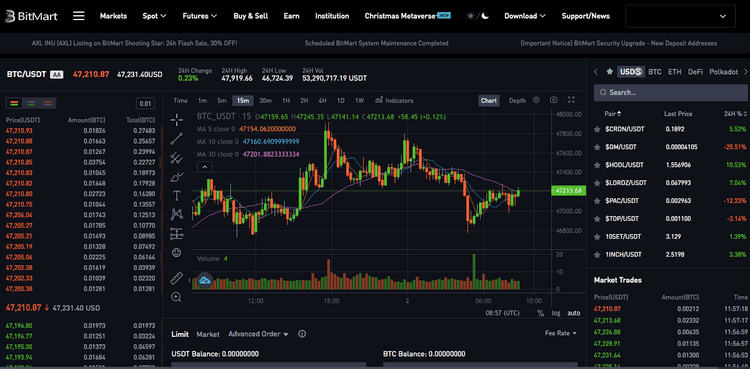 BitMart Markets Spot Futures Buy & Sell Earn Institution Christmas Metaverse NEW Download Support/News
AXL INU (AXL) Listing on BitMart Shooting Star: 24h Flash Sale, 30% OFF! Scheduled BitMart System Maintenance Completed [Important Notice] BitMart Security Upgrade - New Deposit Addresses
BTC/USDT AA 47,210.87 47,231.40USD
24H Change
0.23%
24H High
47,919.66
24H Low
46,724.39
24H Vol
53,290,717.19 USDT
0.01
Price(USDT) Amount(BTC) Total(BTC)
47,210.93 0.01826 0.27483
47,210.88 0.01663 0.25657
47,210.87 0.01267 0.23994
47,210.85 0.03754 0.22727
47,210.83 0.01045 0.18973
47,210.82 0.01648 0.17928
47,210.80 0.02723 0.16280
47,210.75 0.01044 0.13557
47,206.04 0.01743 0.12513
47,205.78 0.01785 0.10770
47,205.21 0.01493 0.08985
47,205.19 0.01328 0.07492
47,202.46 0.02225 0.06164
47,202.38 0.01619 0.03939
47,202.33 0.01039 0.02320
47,200.39 0.01281 0.01281
47,210.87 ↓ 47,231.40 USD
47,196.80 0.01973 0.01973
47,196.77 0.01251 0.03224
47,195.30 0.01373 0.04597
47,193.94 0.01684 0.06281
Time 1m 5m 15m 30m 1H 2H 4H 1D 1W 1M Indicators Chart Depth
BTC_USDT · 15 O47159.65 H47245.35 L47141.14 C47213.68 +58.45 (+0.12%)
MA 5 close 0 47154.0620000000
MA 10 close 0 47160.6909999999
MA 30 close 0 47201.8823333334
48000.00
47600.00
47213.68
47000.00
46800.00
Volume 4
20
10
0
12:00 18:00 2 06:00 10:00
08:57 (UTC) % log auto
Limit Market Advanced Order Fee Rate
USDT Balance: 0.00000000 BTC Balance: 0.00000000
USD$ BTC ETH DeFi Polkadot
Search...
Pair Last Price 24H %
$CRON/USDT 0.1892 5.52%
$GM/USDT 0.00004105 -25.51%
$HODL/USDT 1.556906 10.53%
$LORDZ/USDT 0.067993 7.04%
$PAC/USDT 0.002963 -12.23%
$TOP/USDT 0.001100 -2.14%
10SET/USDT 3.129 1.39%
1INCH/USDT 2.5198 3.38%
Market Trades
Price(USDT) Amount(BTC) Time
47,210.87 0.00212 11:57:18
47,213.68 0.02332 11:57:17
47,226.88 0.00635 11:56:59
47,228.91 0.01135 11:56:57
47,231.64 0.01300 11:56:53